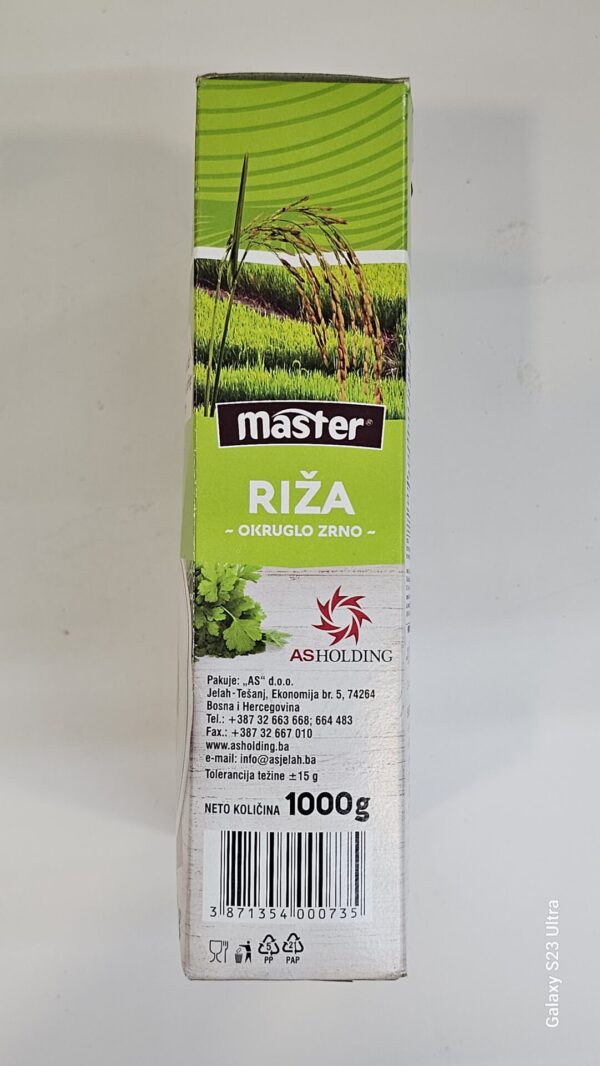 master®
RIŽA
~ OKRUGLO ZRNO ~
ASHOLDING
Pakuje: „AS“ d.o.o.
Jelah-Tešanj, Ekonomija br. 5, 74264
Bosna i Hercegovina
Tel.: +387 32 663 668; 664 483
Fax.: +387 32 667 010
www.asholding.ba
e-mail: info@asjelah.ba
Tolerancija težine ±15 g
NETO KOLIČINA 1000g
3 871354 000735
5 21
PP PAP
Galaxy S23 Ultra